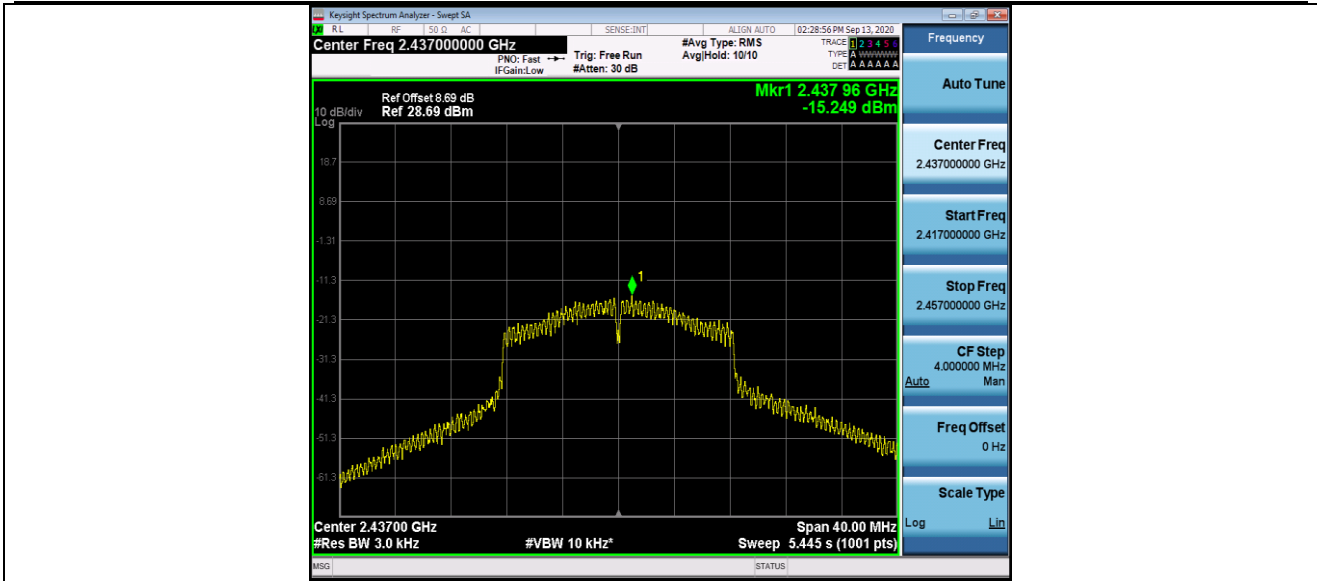 Keysight Spectrum Analyzer - Swept SA
RL RF 50 Ω AC SENSE:INT ALIGN AUTO 02:28:56 PM Sep 13, 2020
Center Freq 2.437000000 GHz
PNO: Fast
IFGain:Low
Trig: Free Run
#Atten: 30 dB
#Avg Type: RMS
Avg|Hold: 10/10
TRACE 1 2 3 4 5 6
TYPE A WWWWW
DET A A A A A A
Mkr1 2.437 96 GHz
-15.249 dBm
Ref Offset 8.69 dB
10 dB/div Ref 28.69 dBm
Log
18.7
8.69
-1.31
-11.3
-21.3
-31.3
-41.3
-51.3
-61.3
1
Center 2.43700 GHz Span 40.00 MHz
#Res BW 3.0 kHz #VBW 10 kHz* Sweep 5.445 s (1001 pts)
MSG STATUS
Frequency
Auto Tune
Center Freq
2.437000000 GHz
Start Freq
2.417000000 GHz
Stop Freq
2.457000000 GHz
CF Step
4.000000 MHz
Auto Man
Freq Offset
0 Hz
Scale Type
Log Lin